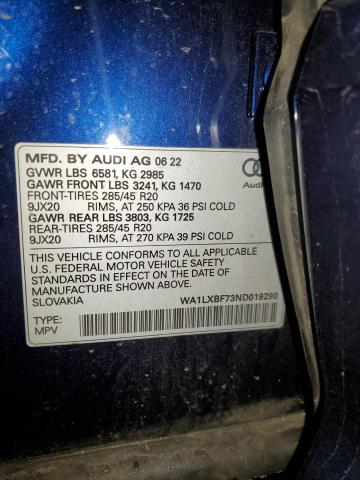 MFD. BY AUDI AG 06 22
GVWR LBS 6581, KG 2985
GAWR FRONT LBS 3241, KG 1470
FRONT-TIRES 285/45 R20
9JX20 RIMS, AT 250 KPA 36 PSI COLD
GAWR REAR LBS 3803, KG 1725
REAR-TIRES 285/45 R20
9JX20 RIMS, AT 270 KPA 39 PSI COLD
Audi
THIS VEHICLE CONFORMS TO ALL APPLICABLE
U.S. FEDERAL MOTOR VEHICLE SAFETY
STANDARDS IN EFFECT ON THE DATE OF
MANUFACTURE SHOWN ABOVE.
SLOVAKIA WA1LXBF73ND019290
TYPE:
MPV